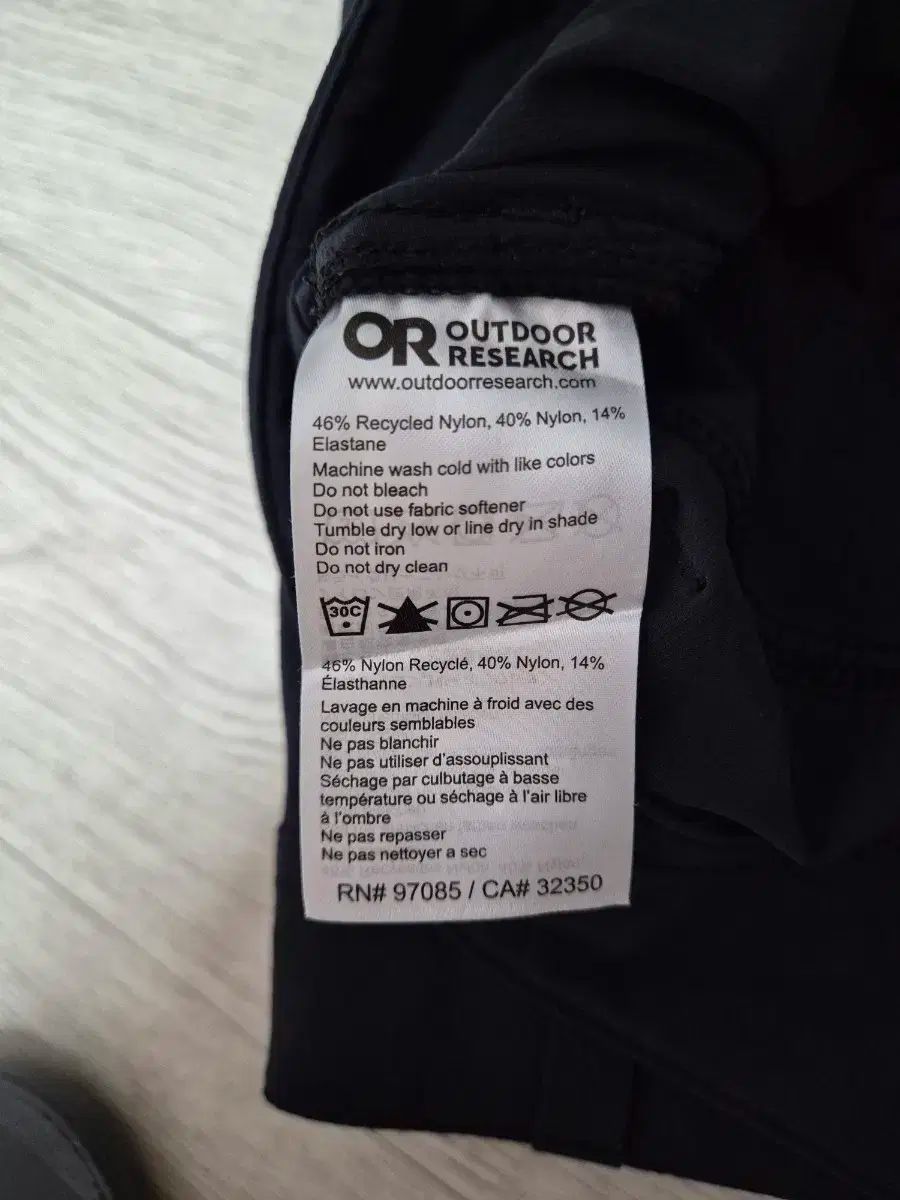 OR OUTDOOR
RESEARCH
www.outdoorresearch.com
46% Recycled Nylon, 40% Nylon, 14%
Elastane
Machine wash cold with like colors
Do not bleach
Do not use fabric softener
Tumble dry low or line dry in shade
Do not iron
Do not dry clean
30C
46% Nylon Recyclé, 40% Nylon, 14%
Élasthanne
Lavage en machine à froid avec des
couleurs semblables
Ne pas blanchir
Ne pas utiliser d'assouplissant
Séchage par culbutage à basse
température ou séchage à l'air libre
à l'ombre
Ne pas repasser
Ne pas nettoyer a sec
RN# 97085 / CA# 32350